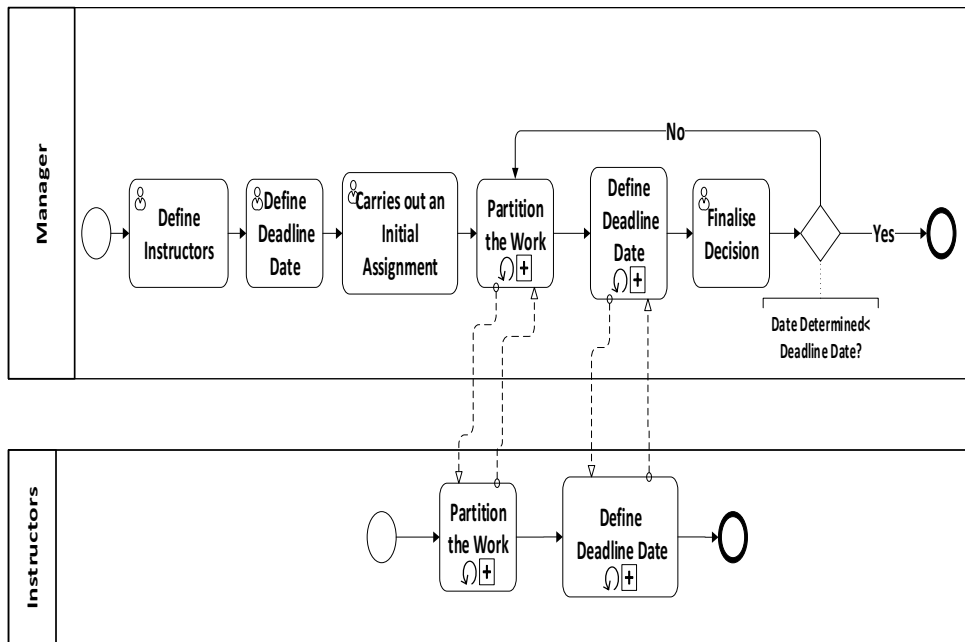 Manager
No
Define
Instructors
Define
Deadline
Date
Carries out an
Initial
Assignment
Partition
the Work
Define
Deadline
Date
Finalise
Decision
Yes
Date Determined<
Deadline Date?
Instructors
Partition
the Work
Define
Deadline Date